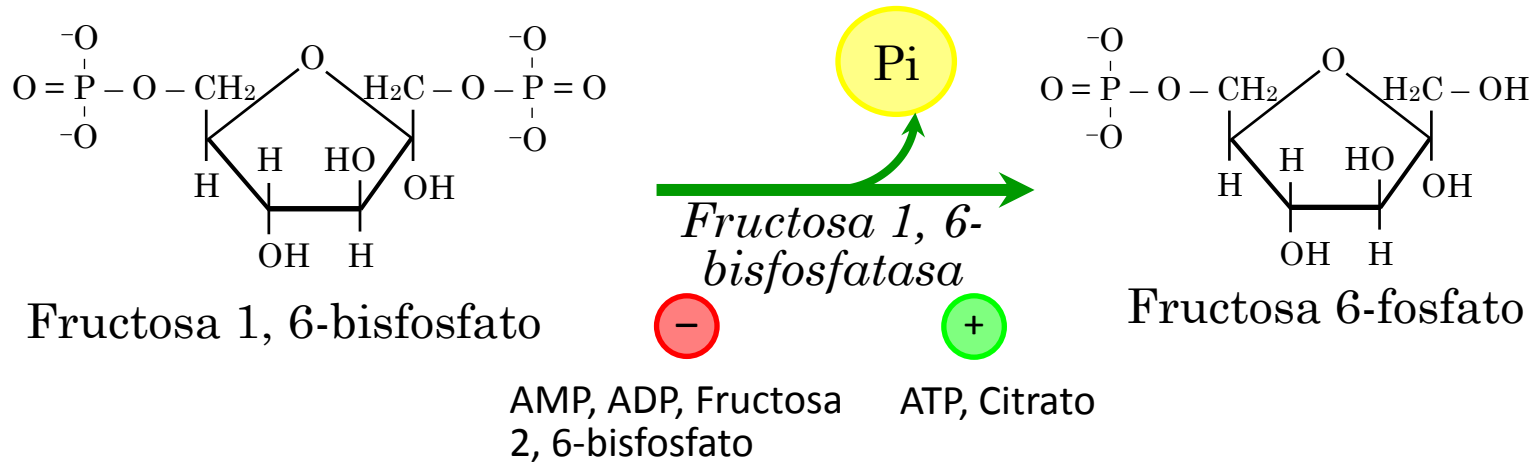 ⁻O
O = P – O – CH₂
⁻O
O
H₂C – O – P = O
⁻O
⁻O
H
H
HO
OH
OH
H
Fructosa 1, 6-bisfosfato
Pi
Fructosa 1, 6-
bisfosfatasa
–
+
AMP, ADP, Fructosa
2, 6-bisfosfato
ATP, Citrato
⁻O
O = P – O – CH₂
⁻O
O
H₂C – OH
H
H
HO
OH
OH
H
Fructosa 6-fosfato